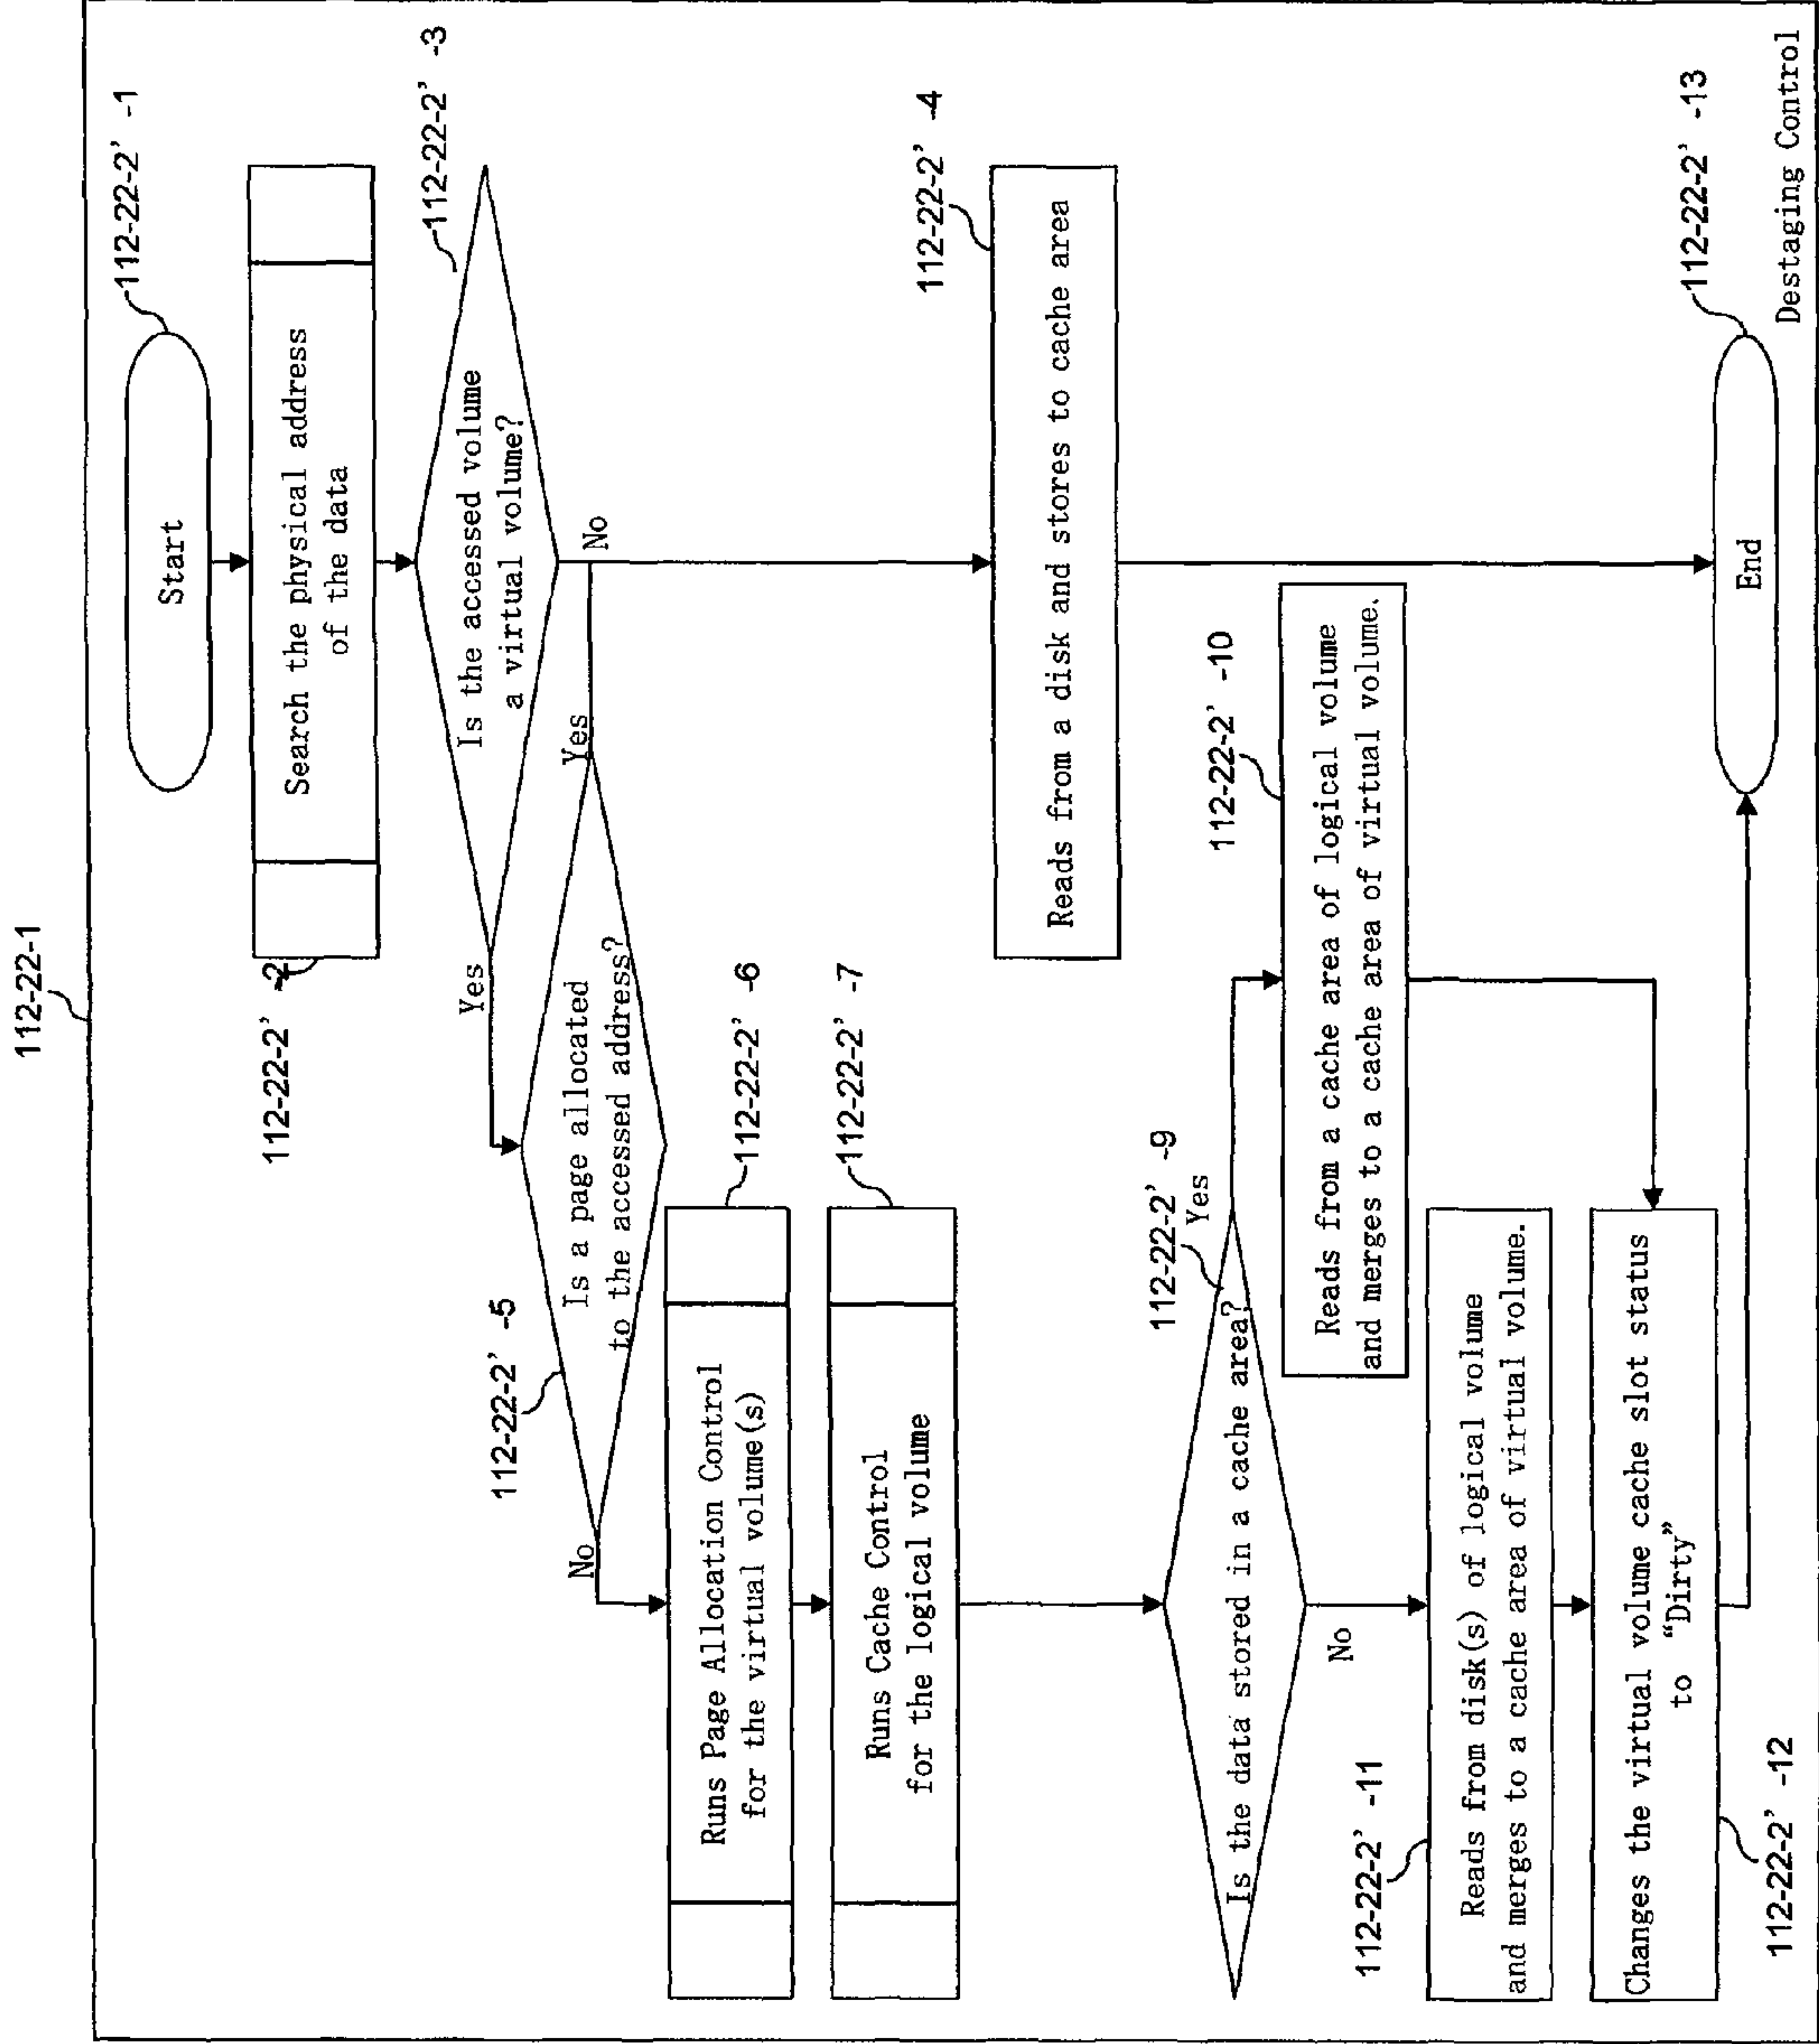 112-22-1
Start
112-22-2' -1
Search the physical address
of the data
112-22-2' -2
Is the accessed volume
a virtual volume?
112-22-2' -3
Yes
No
Is a page allocated
to the accessed address?
112-22-2' -5
Yes
No
Runs Page Allocation Control
for the virtual volume(s)
112-22-2' -6
Runs Cache Control
for the logical volume
112-22-2' -7
Reads from a disk and stores to cache area
112-22-2' -4
Is the data stored in a cache area?
112-22-2' -9
Yes
No
Reads from a cache area of logical volume
and merges to a cache area of virtual volume.
112-22-2' -10
Reads from disk(s) of logical volume
and merges to a cache area of virtual volume.
112-22-2' -11
Changes the virtual volume cache slot status
to “Dirty”
112-22-2' -12
End
112-22-2' -13
Destaging Control